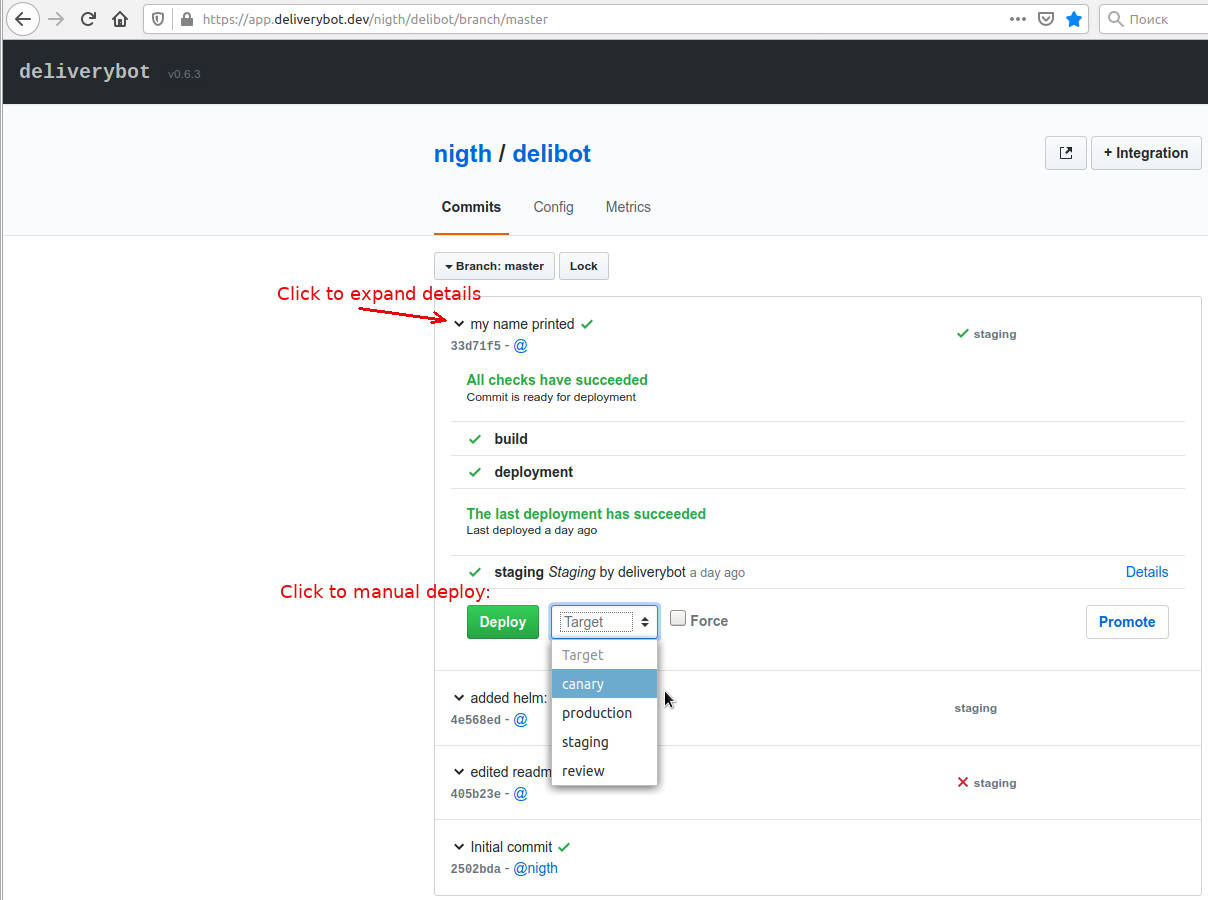 https://app.deliverybot.dev/nigth/delibot/branch/master
Поиск
deliverybot v0.6.3
nigth / delibot
+ Integration
Commits Config Metrics
Branch: master Lock
Click to expand details
my name printed
staging
33d71f5 - @
All checks have succeeded
Commit is ready for deployment
build
deployment
The last deployment has succeeded
Last deployed a day ago
staging Staging by deliverybot a day ago Details
Click to manual deploy:
Deploy Target Force Promote
Target
canary
production
staging
review
added helm:
staging
4e568ed - @
edited readm
staging
405b23e - @
Initial commit
2502bda - @nigth